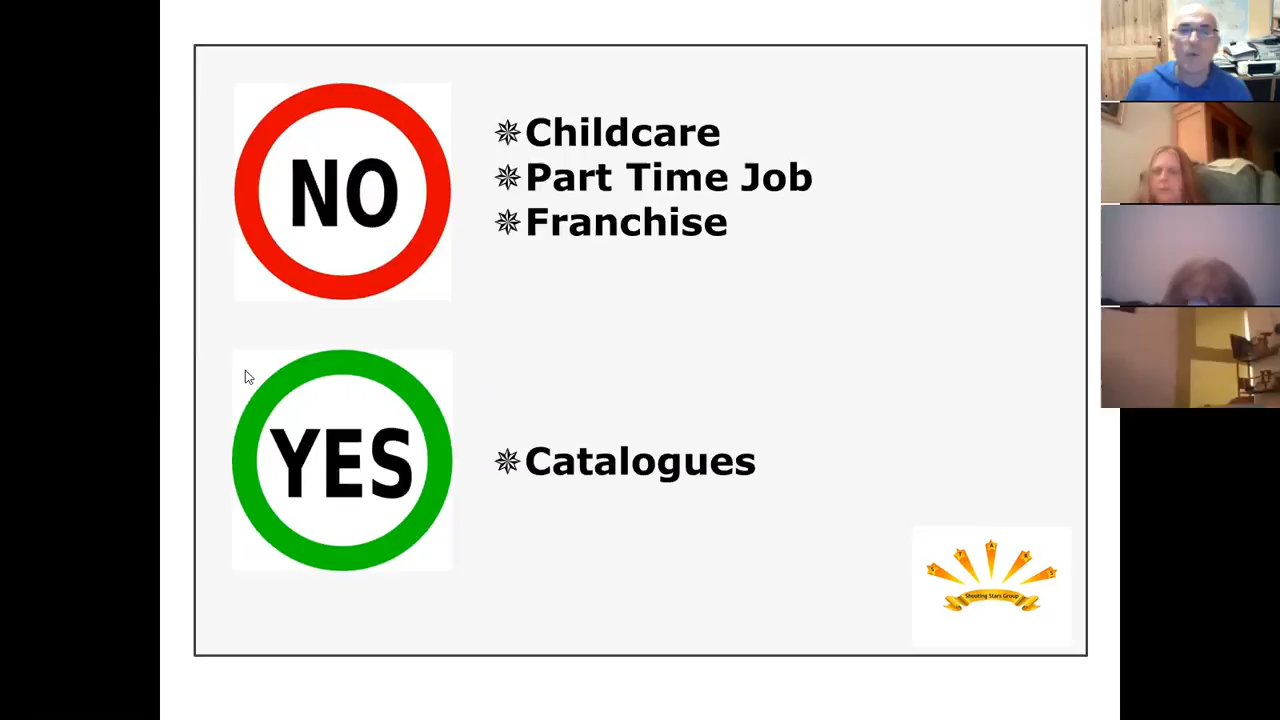 NO
✵Childcare
✵Part Time Job
✵Franchise
YES
✵Catalogues
S T A R S
Shooting Stars Group